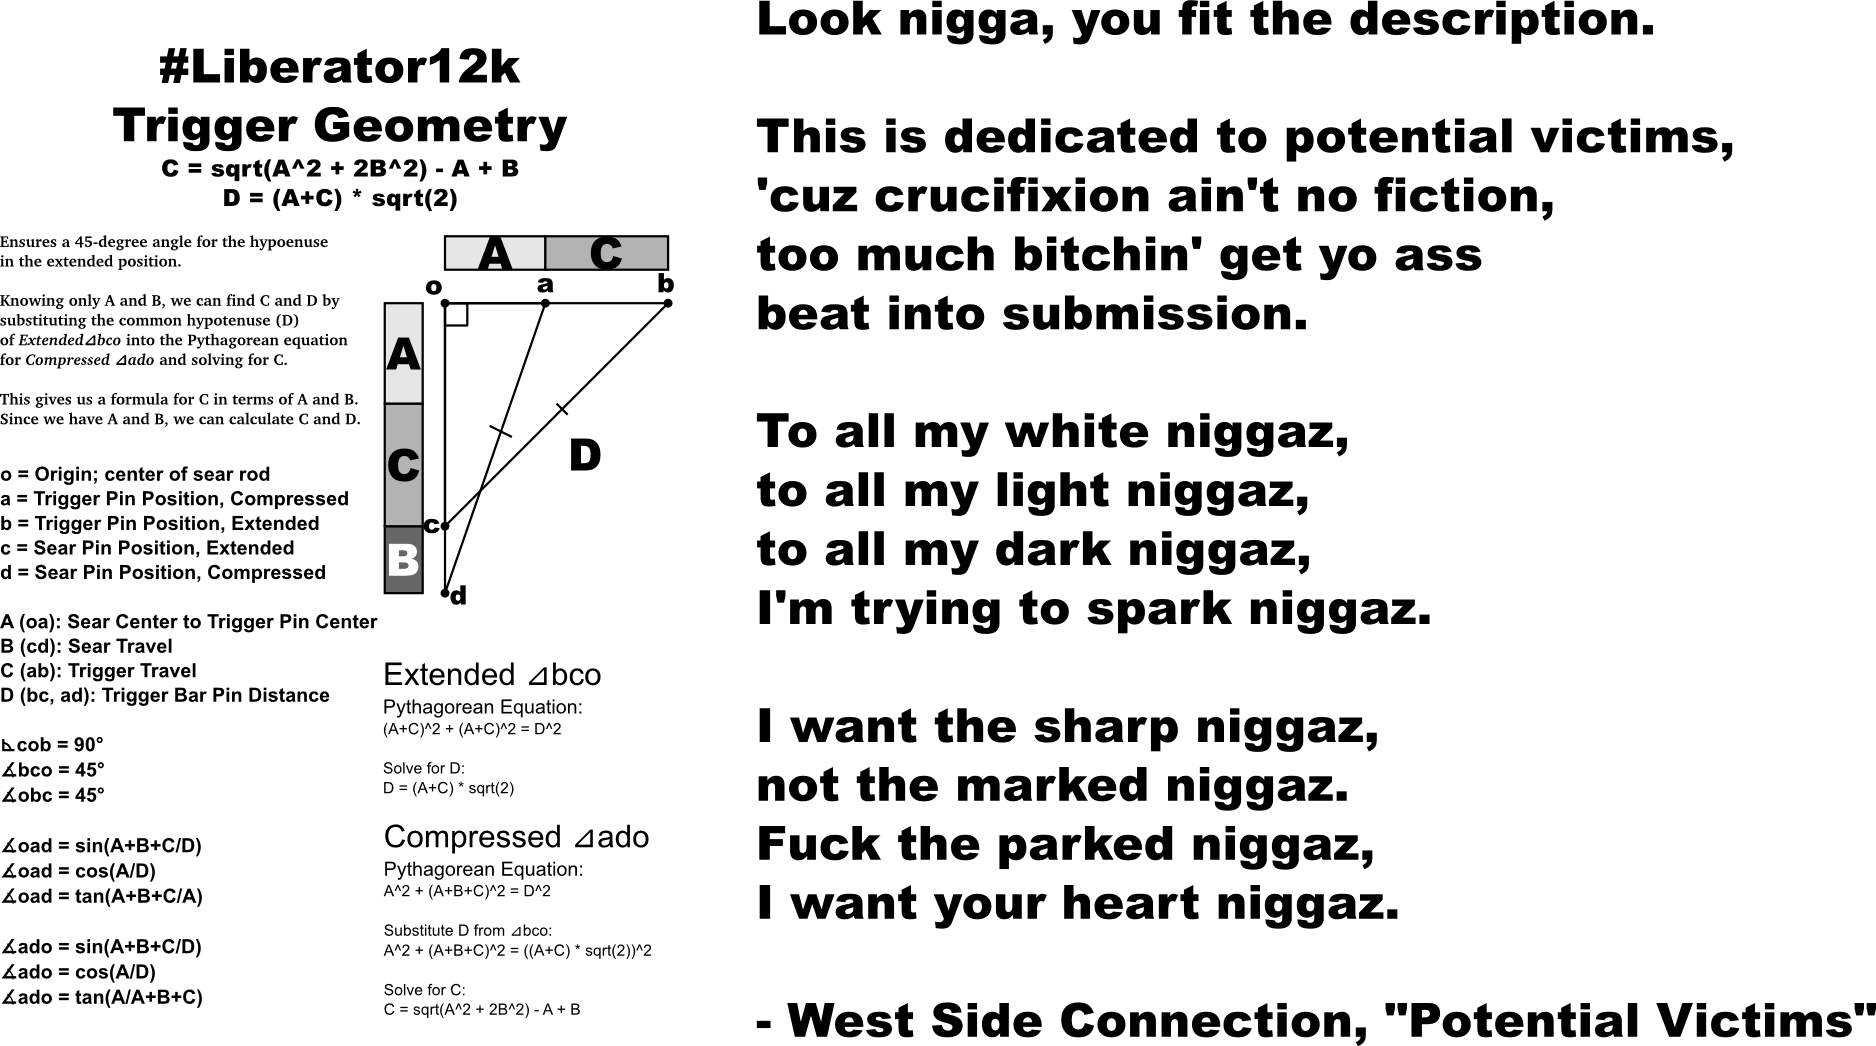 #Liberator12k
Trigger Geometry
C = sqrt(A^2 + 2B^2) - A + B
D = (A+C) * sqrt(2)
Ensures a 45-degree angle for the hypoenuse
in the extended position.
Knowing only A and B, we can find C and D by
substituting the common hypotenuse (D)
of Extended⊿bco into the Pythagorean equation
for Compressed ⊿ado and solving for C.
This gives us a formula for C in terms of A and B.
Since we have A and B, we can calculate C and D.
o = Origin; center of sear rod
a = Trigger Pin Position, Compressed
b = Trigger Pin Position, Extended
c = Sear Pin Position, Extended
d = Sear Pin Position, Compressed
A (oa): Sear Center to Trigger Pin Center
B (cd): Sear Travel
C (ab): Trigger Travel
D (bc, ad): Trigger Bar Pin Distance
⊾cob = 90°
∡bco = 45°
∡obc = 45°
∡oad = sin(A+B+C/D)
∡oad = cos(A/D)
∡oad = tan(A+B+C/A)
∡ado = sin(A+B+C/D)
∡ado = cos(A/D)
∡ado = tan(A/A+B+C)
A C
o a b
A
C
B
c
d
D
Extended ⊿bco
Pythagorean Equation:
(A+C)^2 + (A+C)^2 = D^2
Solve for D:
D = (A+C) * sqrt(2)
Compressed ⊿ado
Pythagorean Equation:
A^2 + (A+B+C)^2 = D^2
Substitute D from ⊿bco:
A^2 + (A+B+C)^2 = ((A+C) * sqrt(2))^2
Solve for C:
C = sqrt(A^2 + 2B^2) - A + B
Look nigga, you fit the description.
This is dedicated to potential victims,
'cuz crucifixion ain't no fiction,
too much bitchin' get yo ass
beat into submission.
To all my white niggaz,
to all my light niggaz,
to all my dark niggaz,
I'm trying to spark niggaz.
I want the sharp niggaz,
not the marked niggaz.
Fuck the parked niggaz,
I want your heart niggaz.
- West Side Connection, "Potential Victims"